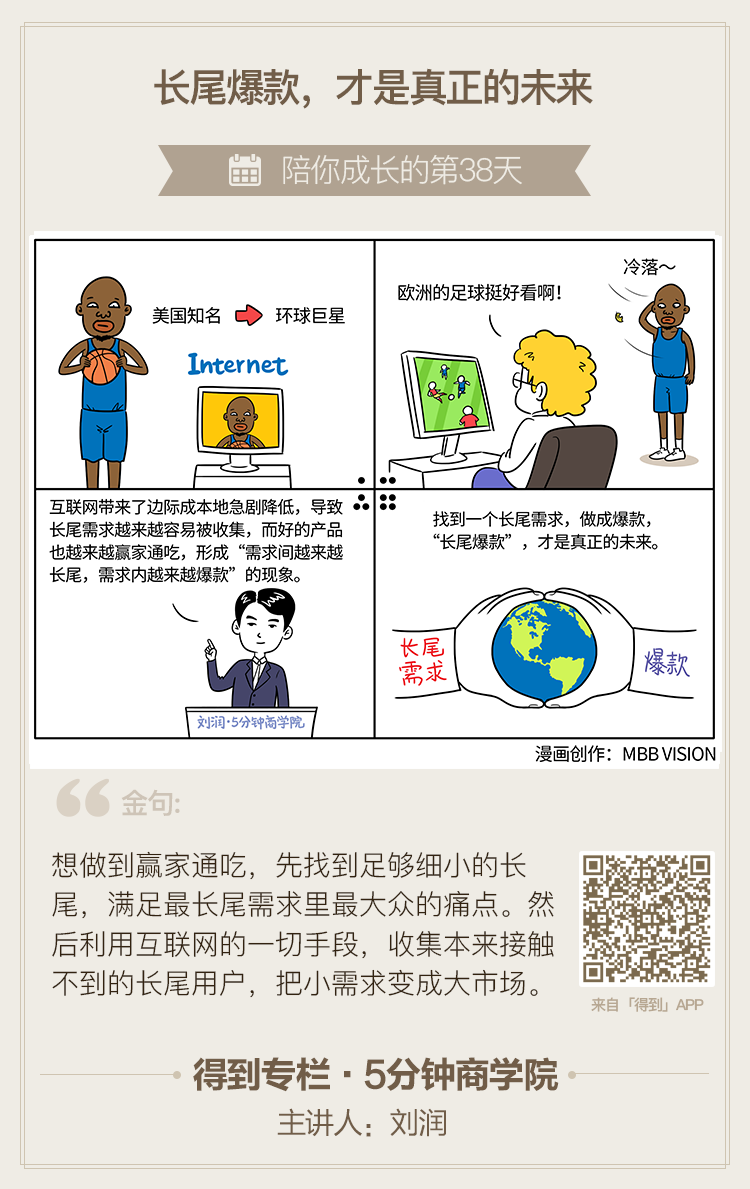 长尾爆款，才是真正的未来
陪你成长的第38天
美国知名
环球巨星
Internet
欧洲的足球挺好看啊！
冷落～
互联网带来了边际成本地急剧降低，导致
长尾需求越来越容易被收集，而好的产品
也越来越赢家通吃，形成“需求间越来越
长尾，需求内越来越爆款”的现象。
刘润·5分钟商学院
找到一个长尾需求，做成爆款，
“长尾爆款”，才是真正的未来。
长尾
需求
爆款
漫画创作：MBB VISION
金句:
想做到赢家通吃，先找到足够细小的长
尾，满足最长尾需求里最大众的痛点。然
后利用互联网的一切手段，收集本来接触
不到的长尾用户，把小需求变成大市场。
来自「得到」APP
得到专栏·5分钟商学院
主讲人：刘润